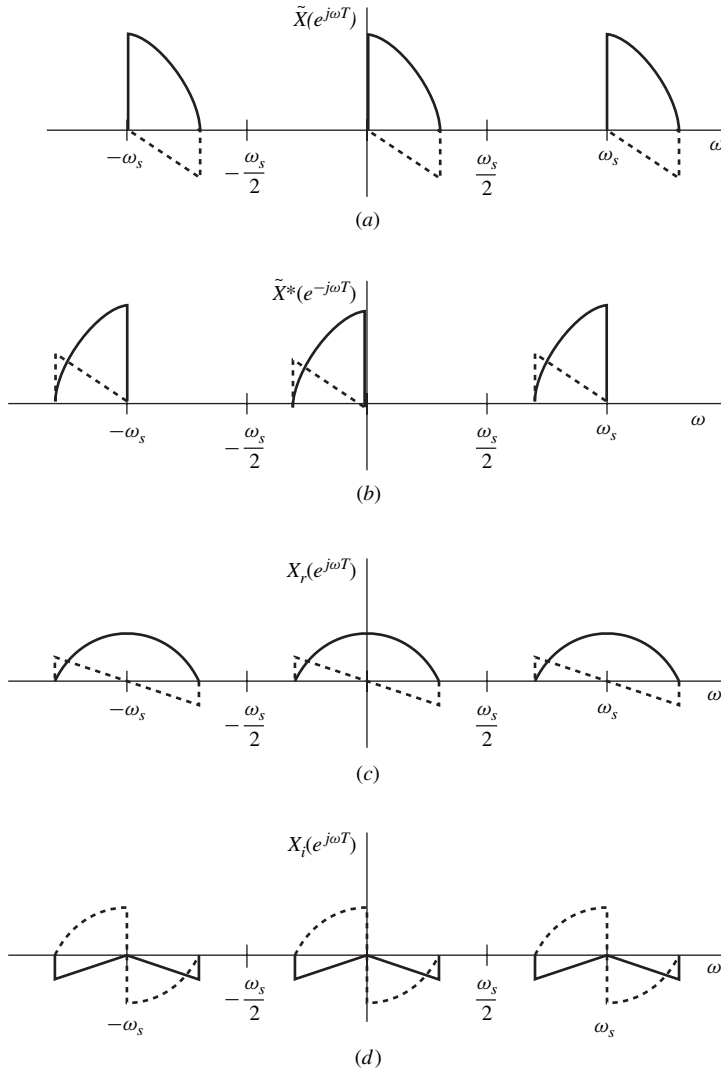 X̃(e^{jωT})
−ω_s
−ω_s/2
ω_s/2
ω_s
ω
(a)
X̃*(e^{−jωT})
−ω_s
−ω_s/2
ω_s/2
ω_s
ω
(b)
X_r(e^{jωT})
−ω_s
−ω_s/2
ω_s/2
ω_s
ω
(c)
X_i(e^{jωT})
−ω_s
−ω_s/2
ω_s/2
ω_s
ω
(d)